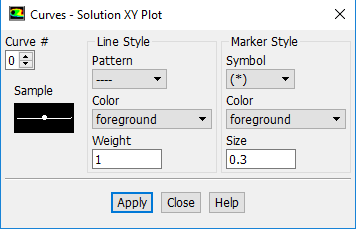 Curves - Solution XY Plot
Curve #
0
Sample
Line Style
Pattern
----
Color
foreground
Weight
1
Marker Style
Symbol
(*)
Color
foreground
Size
0.3
Apply
Close
Help